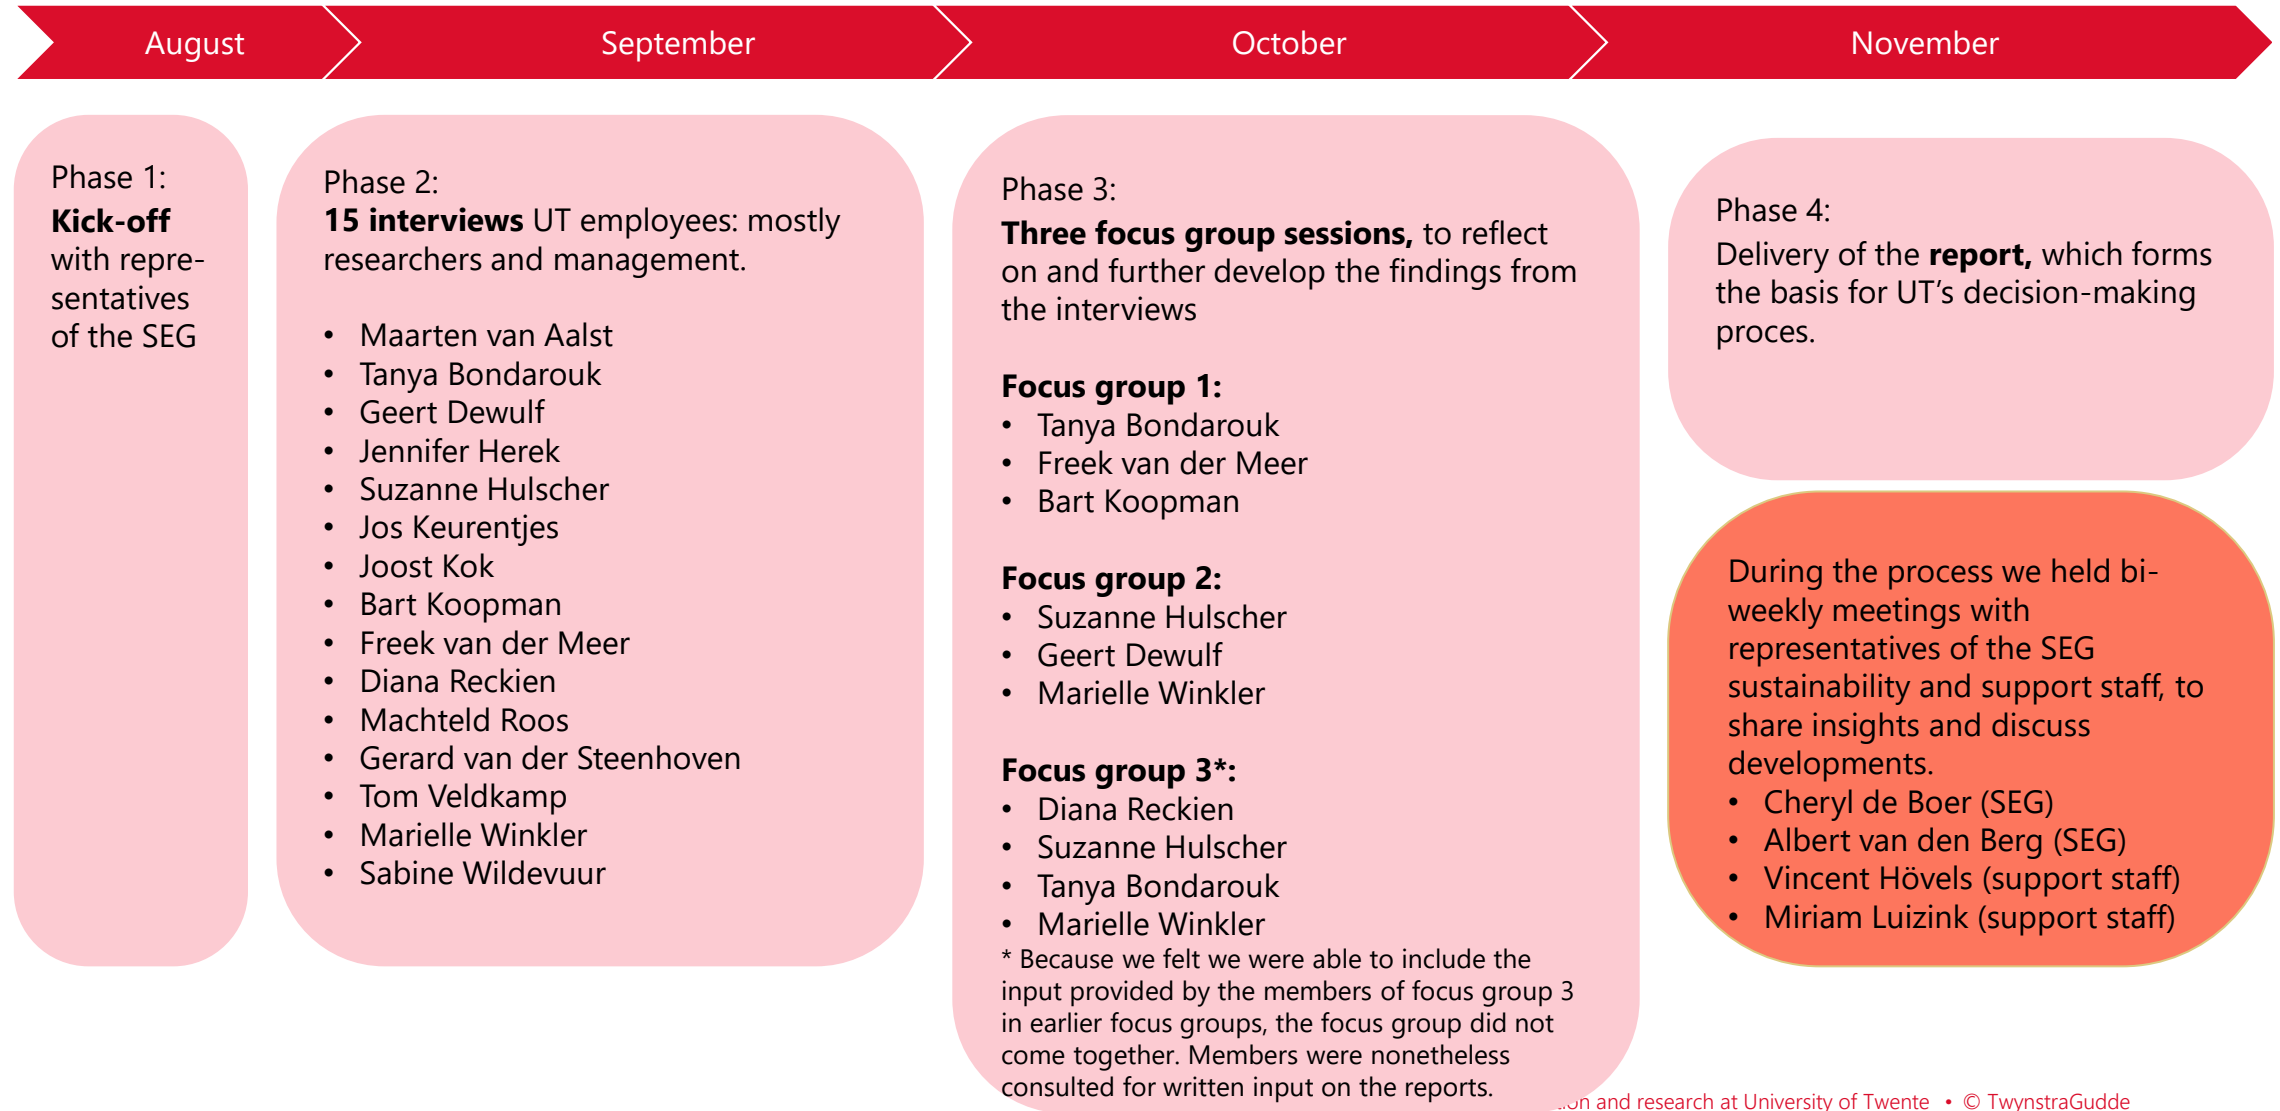 August
September
October
November
Phase 1:
Kick-off
with repre-
sentatives
of the SEG
Phase 2:
15 interviews UT employees: mostly
researchers and management.
• Maarten van Aalst
• Tanya Bondarouk
• Geert Dewulf
• Jennifer Herek
• Suzanne Hulscher
• Jos Keurentjes
• Joost Kok
• Bart Koopman
• Freek van der Meer
• Diana Reckien
• Machteld Roos
• Gerard van der Steenhoven
• Tom Veldkamp
• Marielle Winkler
• Sabine Wildevuur
Phase 3:
Three focus group sessions, to reflect
on and further develop the findings from
the interviews
Focus group 1:
• Tanya Bondarouk
• Freek van der Meer
• Bart Koopman
Focus group 2:
• Suzanne Hulscher
• Geert Dewulf
• Marielle Winkler
Focus group 3*:
• Diana Reckien
• Suzanne Hulscher
• Tanya Bondarouk
• Marielle Winkler
* Because we felt we were able to include the
input provided by the members of focus group 3
in earlier focus groups, the focus group did not
come together. Members were nonetheless
consulted for written input on the reports.
Phase 4:
Delivery of the report, which forms
the basis for UT’s decision-making
proces.
During the process we held bi-
weekly meetings with
representatives of the SEG
sustainability and support staff, to
share insights and discuss
developments.
• Cheryl de Boer (SEG)
• Albert van den Berg (SEG)
• Vincent Hövels (support staff)
• Miriam Luizink (support staff)
and research at University of Twente • © TwynstraGudde